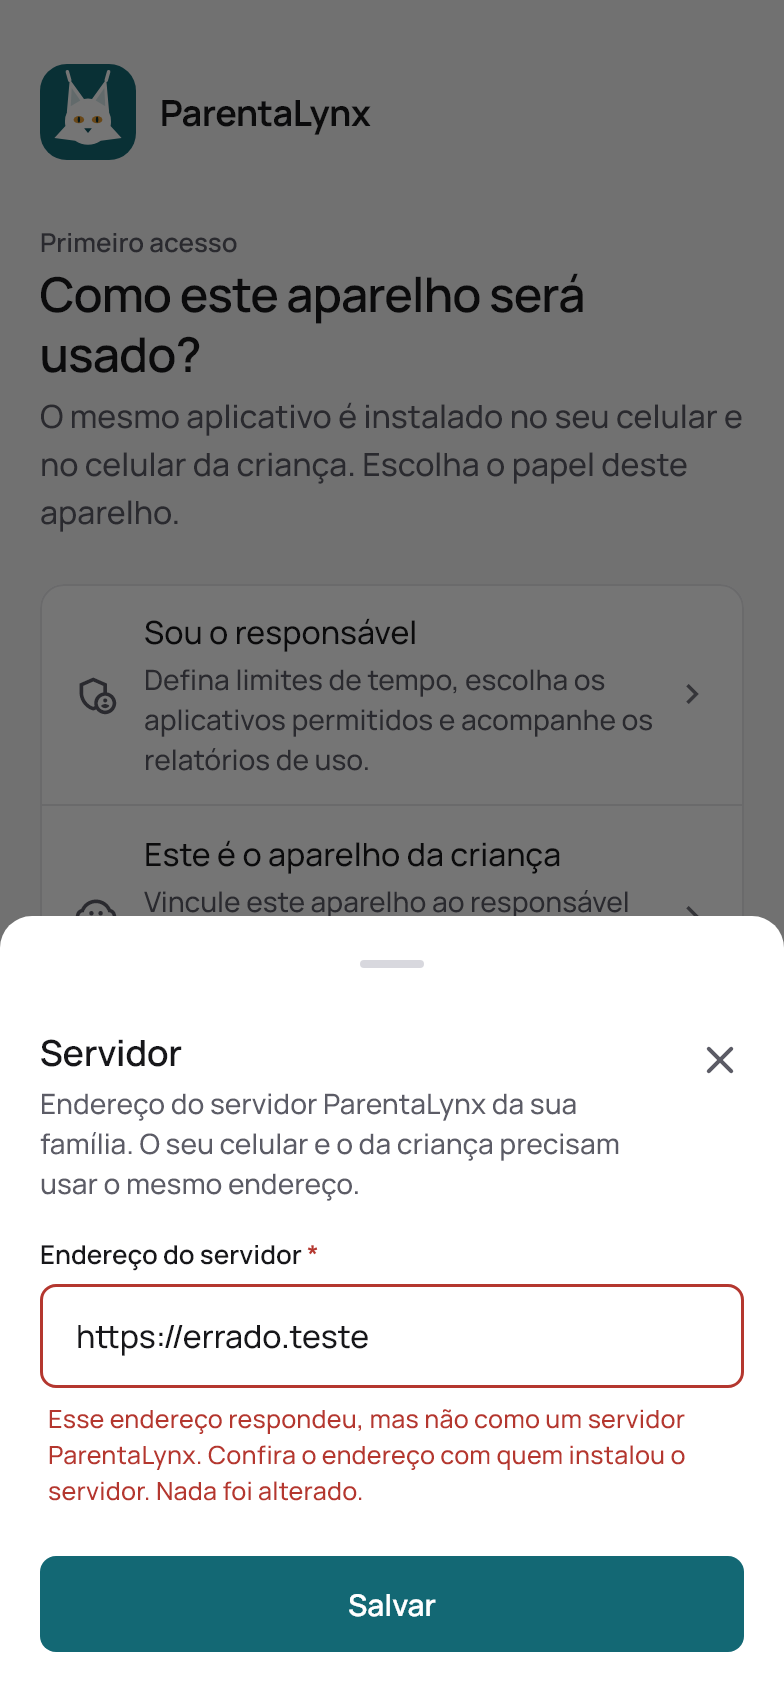 ParentaLynx
Primeiro acesso
Como este aparelho será
usado?
O mesmo aplicativo é instalado no seu celular e
no celular da criança. Escolha o papel deste
aparelho.
Sou o responsável
Defina limites de tempo, escolha os
aplicativos permitidos e acompanhe os
relatórios de uso.
Este é o aparelho da criança
Vincule este aparelho ao responsável
Servidor
Endereço do servidor ParentaLynx da sua
família. O seu celular e o da criança precisam
usar o mesmo endereço.
Endereço do servidor *
https://errado.teste
Esse endereço respondeu, mas não como um servidor
ParentaLynx. Confira o endereço com quem instalou o
servidor. Nada foi alterado.
Salvar